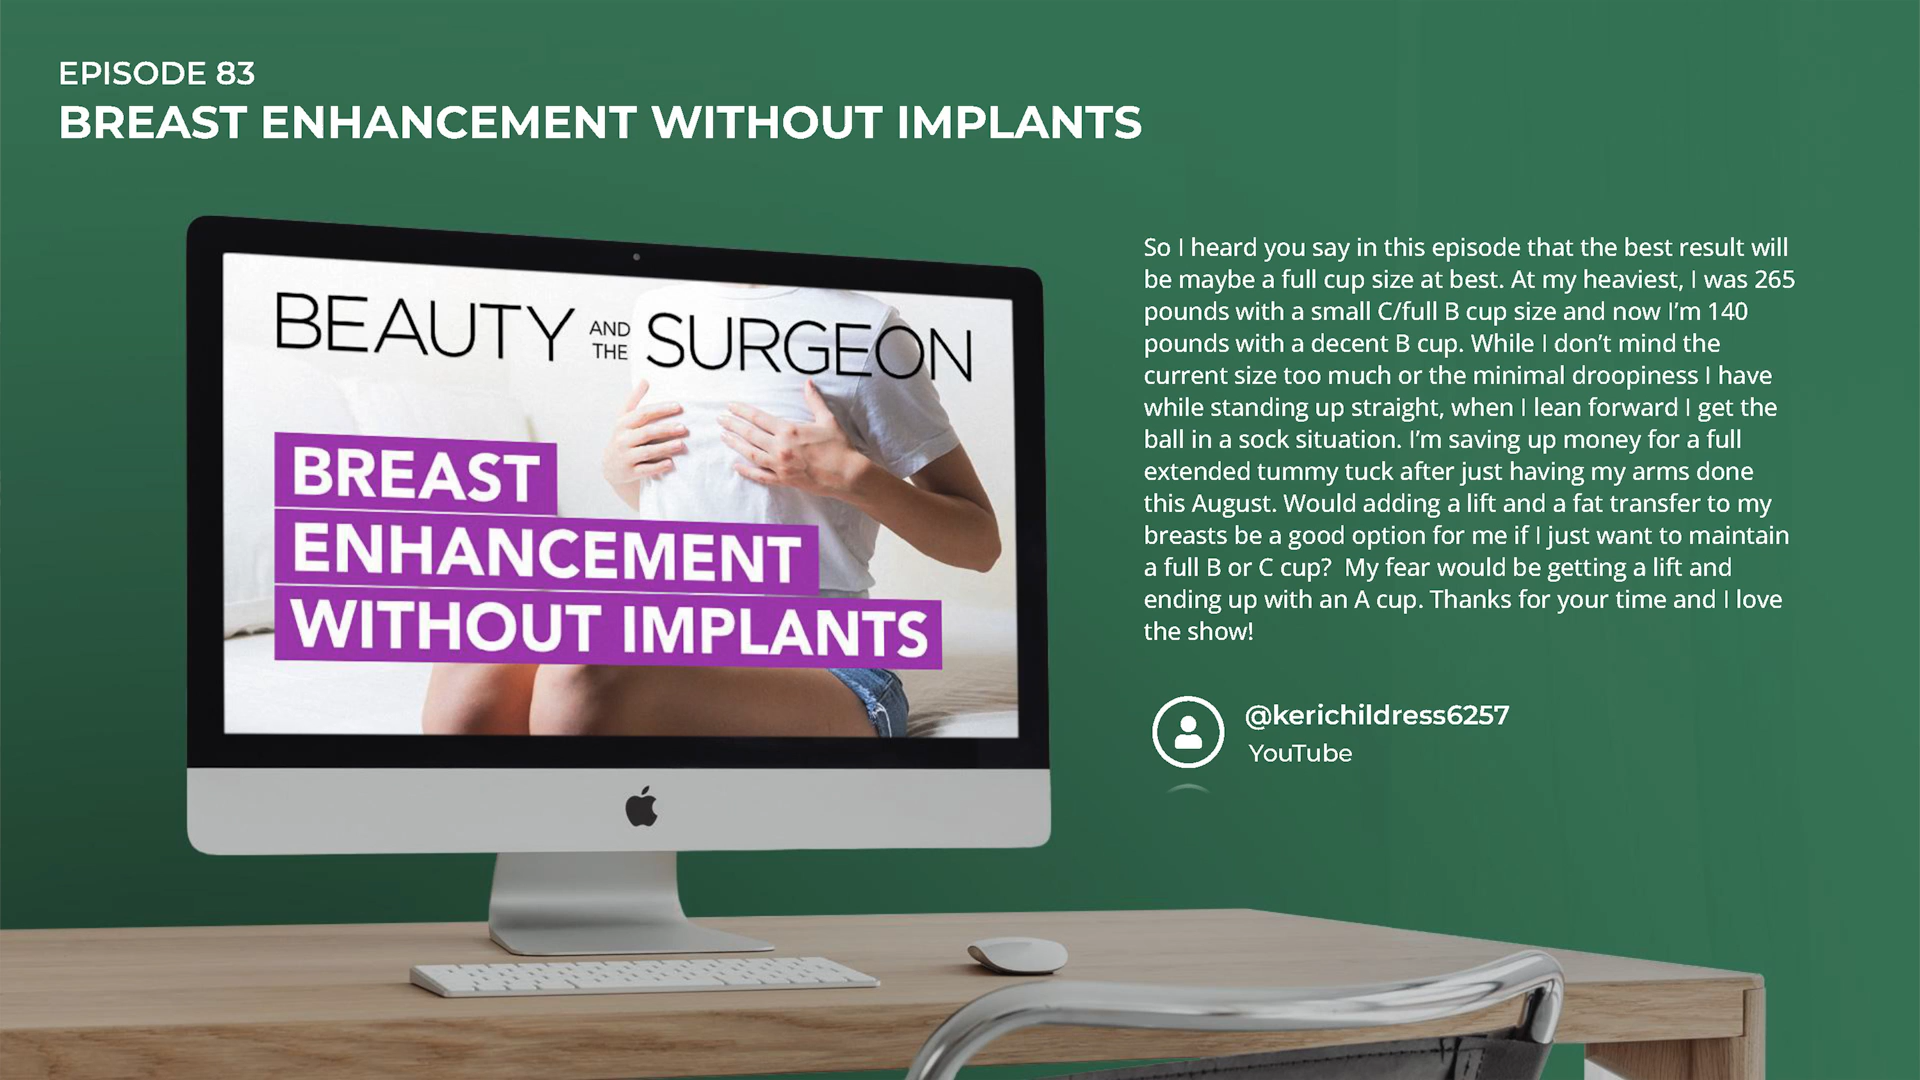 EPISODE 83
BREAST ENHANCEMENT WITHOUT IMPLANTS
BEAUTY AND THE SURGEON
BREAST
ENHANCEMENT
WITHOUT IMPLANTS
So I heard you say in this episode that the best result will
be maybe a full cup size at best. At my heaviest, I was 265
pounds with a small C/full B cup size and now I’m 140
pounds with a decent B cup. While I don’t mind the
current size too much or the minimal droopiness I have
while standing up straight, when I lean forward I get the
ball in a sock situation. I’m saving up money for a full
extended tummy tuck after just having my arms done
this August. Would adding a lift and a fat transfer to my
breasts be a good option for me if I just want to maintain
a full B or C cup?  My fear would be getting a lift and
ending up with an A cup. Thanks for your time and I love
the show!
@kerichildress6257
YouTube